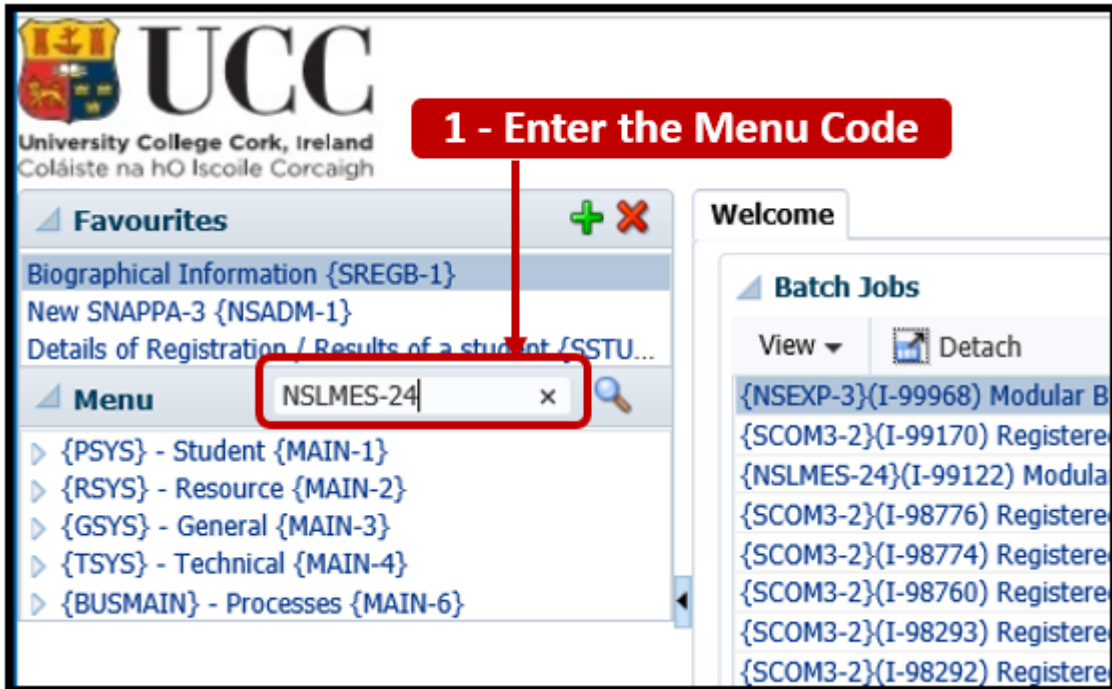 UCC
University College Cork, Ireland
Coláiste na hO Iscoile Corcaigh
1 - Enter the Menu Code
Favourites
Biographical Information {SREGB-1}
New SNAPPA-3 {NSADM-1}
Details of Registration / Results of a student {SSTU...
Menu
NSLMES-24
{PSYS} - Student {MAIN-1}
{RSYS} - Resource {MAIN-2}
{GSYS} - General {MAIN-3}
{TSYS} - Technical {MAIN-4}
{BUSMAIN} - Processes {MAIN-6}
Welcome
Batch Jobs
View Detach
{NSEXP-3}(I-99968) Modular B
{SCOM3-2}(I-99170) Registere
{NSLMES-24}(I-99122) Modula
{SCOM3-2}(I-98776) Registere
{SCOM3-2}(I-98774) Registere
{SCOM3-2}(I-98760) Registere
{SCOM3-2}(I-98293) Registere
{SCOM3-2}(I-98292) Registere